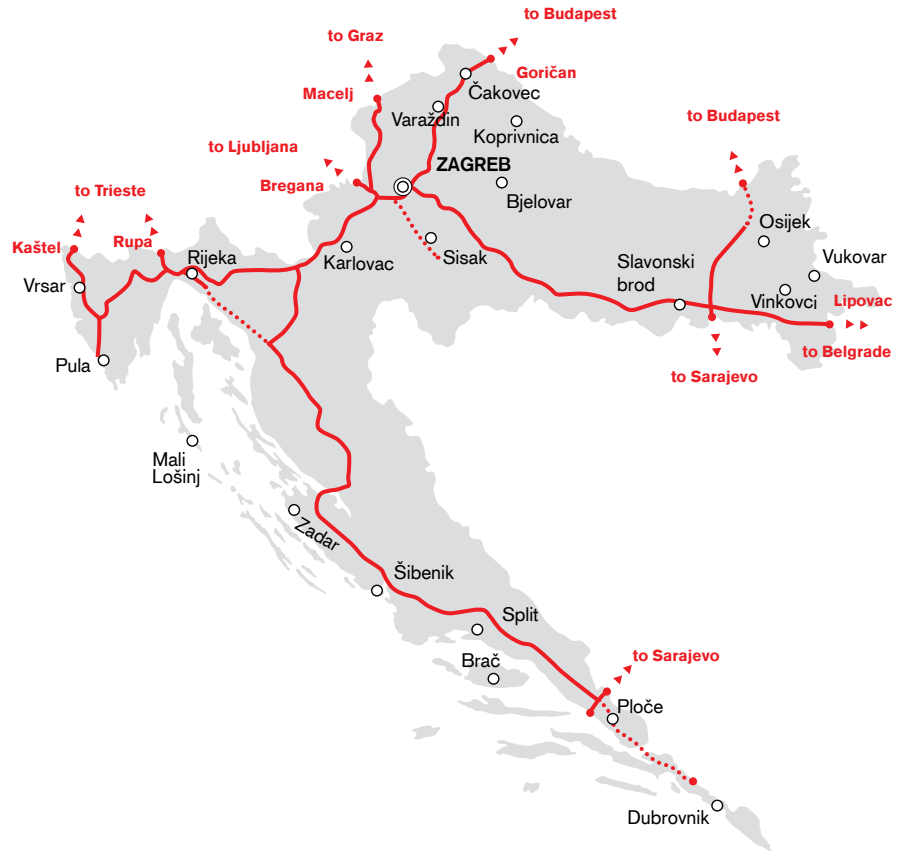 to Budapest
to Graz
Goričan
Macelj
Čakovec
Varaždin
Koprivnica
to Budapest
to Ljubljana
ZAGREB
Bregana
to Trieste
Bjelovar
Osijek
Kaštel
Rupa
Rijeka
Karlovac
Sisak
Slavonski
brod
Vukovar
Vrsar
Vinkovci
Lipovac
to Belgrade
Pula
to Sarajevo
Mali
Lošinj
Zadar
Šibenik
Split
Brač
to Sarajevo
Ploče
Dubrovnik